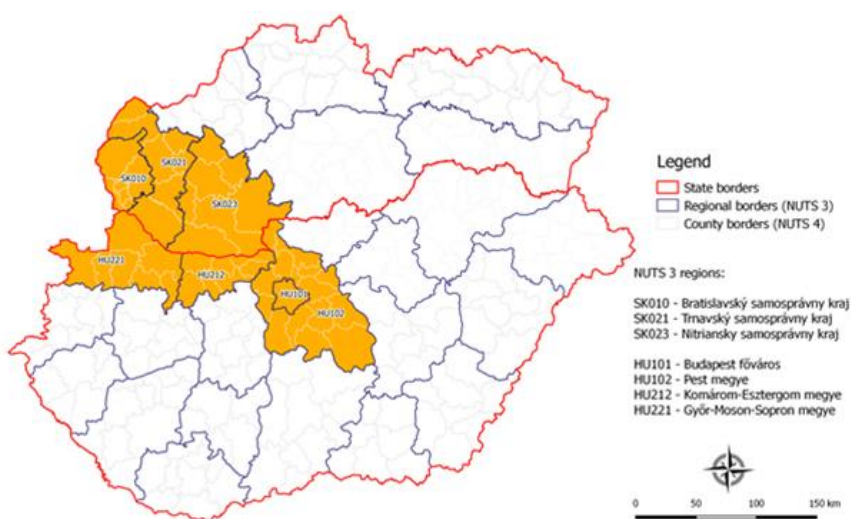 SK021
SK010
SK023
HU221
HU212
HU101
HU102
Legend
State borders
Regional borders (NUTS 3)
County borders (NUTS 4)
NUTS 3 regions:
SK010 - Bratislavský samosprávny kraj
SK021 - Trnavský samosprávny kraj
SK023 - Nitriansky samosprávny kraj
HU101 - Budapest főváros
HU102 - Pest megye
HU212 - Komárom-Esztergom megye
HU221 - Győr-Moson-Sopron megye
0 50 100 150 km